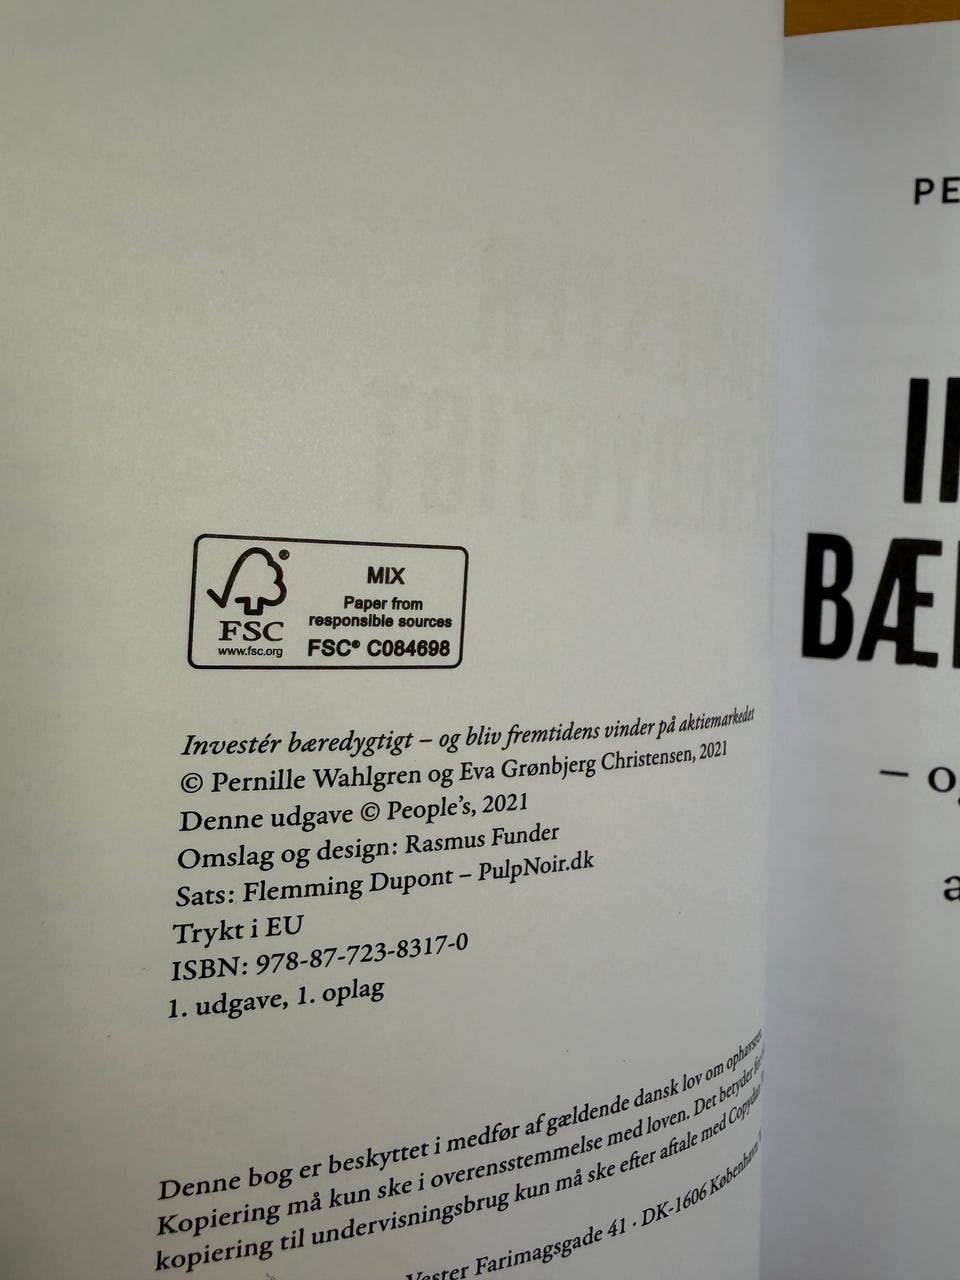 MIX
Paper from
responsible sources
FSC® C084698
FSC
www.fsc.org
Investér bæredygtigt – og bliv fremtidens vinder på aktiemarkedet
© Pernille Wahlgren og Eva Grønbjerg Christensen, 2021
Denne udgave © People’s, 2021
Omslag og design: Rasmus Funder
Sats: Flemming Dupont – PulpNoir.dk
Trykt i EU
ISBN: 978-87-723-8317-0
1. udgave, 1. oplag
Denne bog er beskyttet i medfør af gældende dansk lov om
Kopiering må kun ske i overensstemmelse med loven. Det betyder
kopiering til undervisningsbrug kun må ske efter aftale med
Vester Farimagsgade 41 · DK-1606 København
PE
BÆ
– o
a